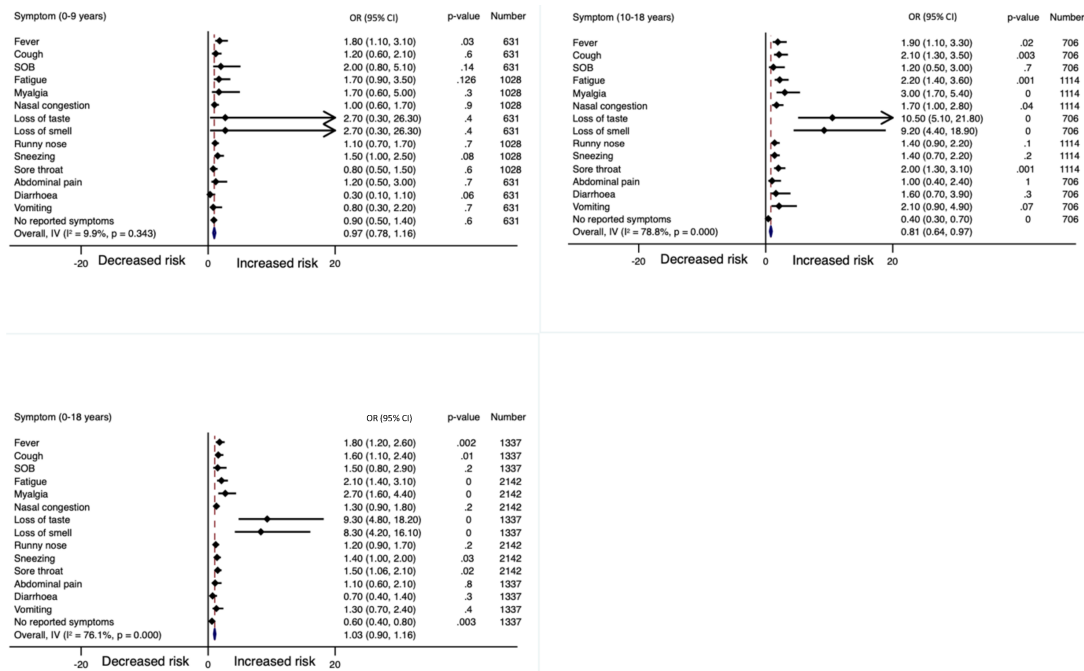 Symptom (0-9 years) OR (95% CI) p-value Number
Fever 1.80 (1.10, 3.10) .03 631
Cough 1.20 (0.60, 2.10) .6 631
SOB 2.00 (0.80, 5.10) .14 631
Fatigue 1.70 (0.90, 3.50) .126 1028
Myalgia 1.70 (0.60, 5.00) .3 1028
Nasal congestion 1.00 (0.60, 1.70) .9 1028
Loss of taste 2.70 (0.30, 26.30) .4 631
Loss of smell 2.70 (0.30, 26.30) .4 631
Runny nose 1.10 (0.70, 1.70) .7 1028
Sneezing 1.50 (1.00, 2.50) .08 1028
Sore throat 0.80 (0.50, 1.50) .6 1028
Abdominal pain 1.20 (0.50, 3.00) .7 631
Diarrhoea 0.30 (0.10, 1.10) .06 631
Vomiting 0.80 (0.30, 2.20) .7 631
No reported symptoms 0.90 (0.50, 1.40) .6 631
Overall, IV (I² = 9.9%, p = 0.343) 0.97 (0.78, 1.16)
-20 Decreased risk 0 Increased risk 20
Symptom (10-18 years) OR (95% CI) p-value Number
Fever 1.90 (1.10, 3.30) .02 706
Cough 2.10 (1.30, 3.50) .003 706
SOB 1.20 (0.50, 3.00) .7 706
Fatigue 2.20 (1.40, 3.60) .001 1114
Myalgia 3.00 (1.70, 5.40) 0 1114
Nasal congestion 1.70 (1.00, 2.80) .04 1114
Loss of taste 10.50 (5.10, 21.80) 0 706
Loss of smell 9.20 (4.40, 18.90) 0 706
Runny nose 1.40 (0.90, 2.20) .1 1114
Sneezing 1.40 (0.70, 2.20) .2 1114
Sore throat 2.00 (1.30, 3.10) .001 1114
Abdominal pain 1.00 (0.40, 2.40) 1 706
Diarrhoea 1.60 (0.70, 3.90) .3 706
Vomiting 2.10 (0.90, 4.90) .07 706
No reported symptoms 0.40 (0.30, 0.70) 0 706
Overall, IV (I² = 78.8%, p = 0.000) 0.81 (0.64, 0.97)
-20 Decreased risk 0 Increased risk 20
Symptom (0-18 years) OR (95% CI) p-value Number
Fever 1.80 (1.20, 2.60) .002 1337
Cough 1.60 (1.10, 2.40) .01 1337
SOB 1.50 (0.80, 2.90) .2 1337
Fatigue 2.10 (1.40, 3.10) 0 2142
Myalgia 2.70 (1.60, 4.40) 0 2142
Nasal congestion 1.30 (0.90, 1.80) .2 2142
Loss of taste 9.30 (4.80, 18.20) 0 1337
Loss of smell 8.30 (4.20, 16.10) 0 1337
Runny nose 1.20 (0.90, 1.70) .2 2142
Sneezing 1.40 (1.00, 2.00) .03 2142
Sore throat 1.50 (1.06, 2.10) .02 2142
Abdominal pain 1.10 (0.60, 2.10) .8 1337
Diarrhoea 0.70 (0.40, 1.40) .3 1337
Vomiting 1.30 (0.70, 2.40) .4 1337
No reported symptoms 0.60 (0.40, 0.80) .003 1337
Overall, IV (I² = 76.1%, p = 0.000) 1.03 (0.90, 1.16)
-20 Decreased risk 0 Increased risk 20